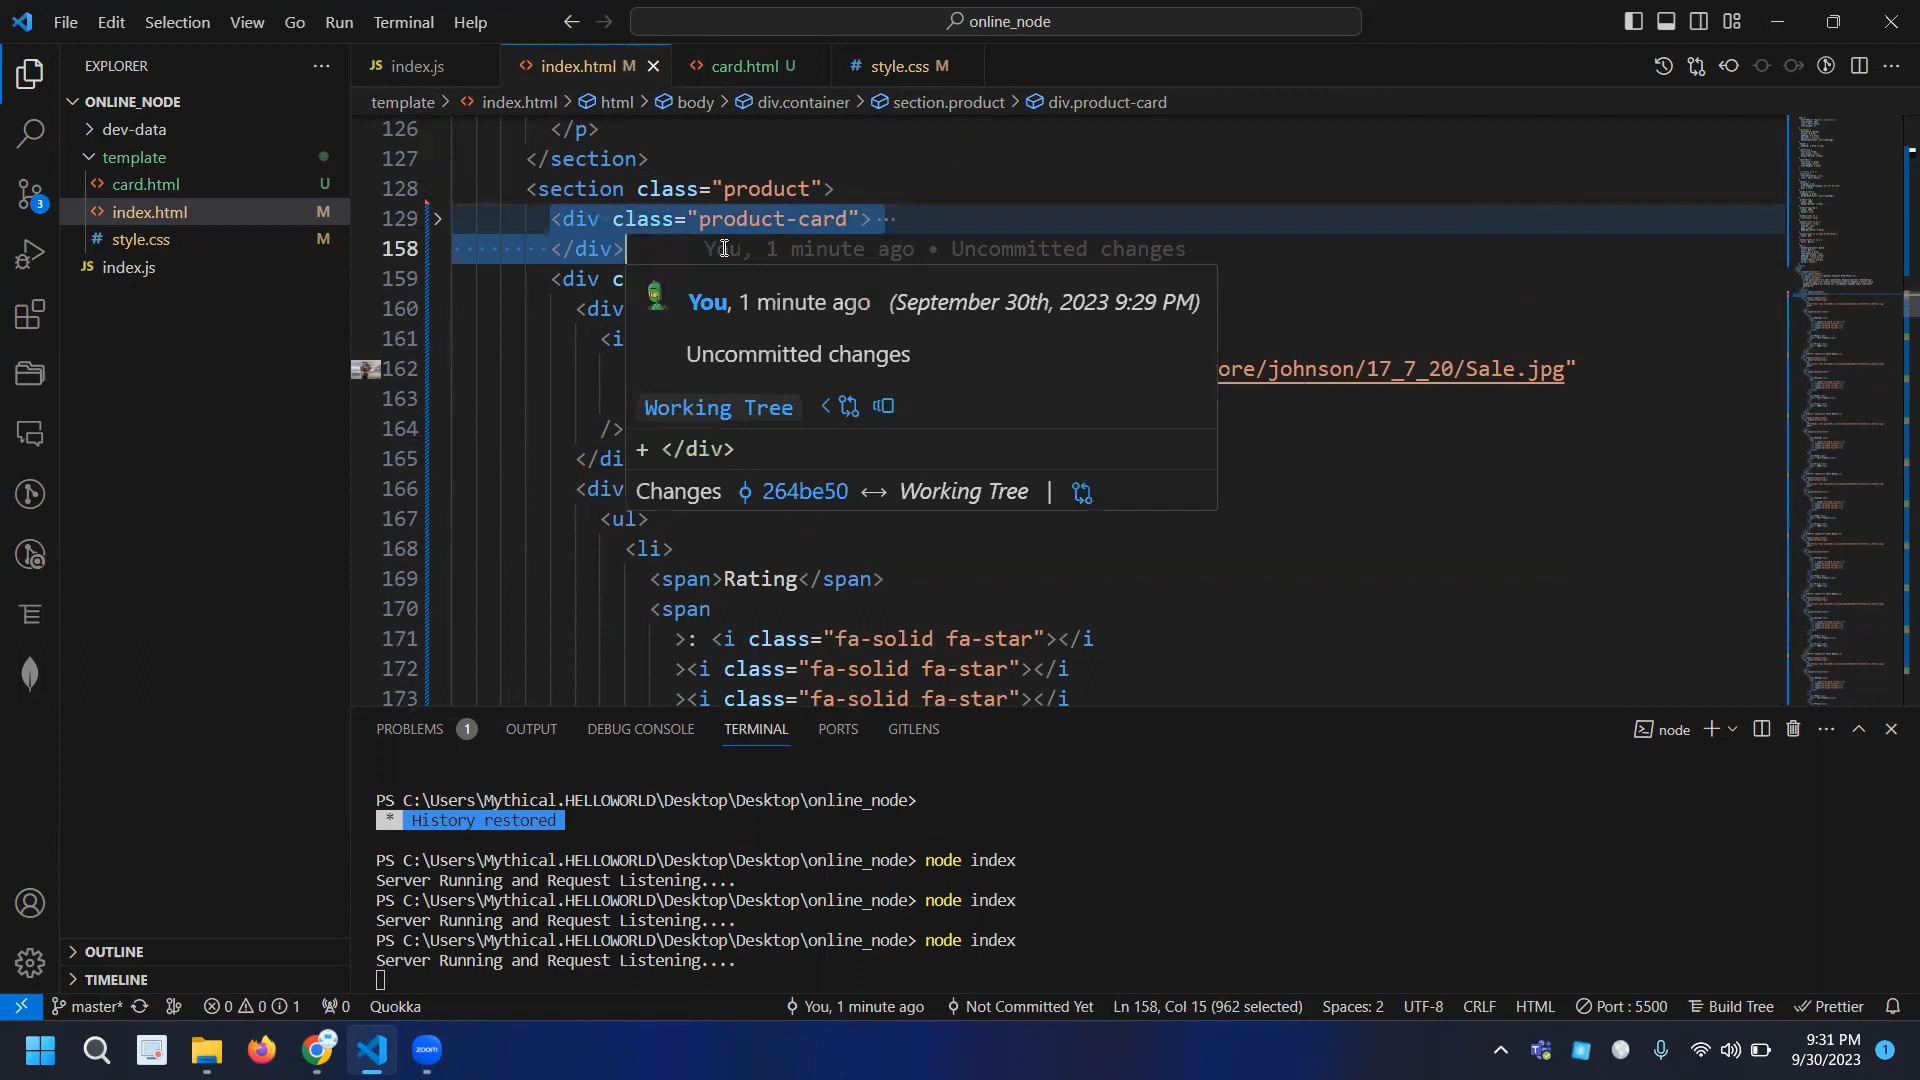 File Edit Selection View Go Run Terminal Help
online_node
EXPLORER
ONLINE_NODE
dev-data
template
card.html U
index.html M
style.css M
index.js
OUTLINE
TIMELINE
3
index.js
index.html M
card.html U
style.css M
template > index.html > html > body > div.container > section.product > div.product-card
126 </p>
127 </section>
128 <section class="product">
129 <div class="product-card"> ...
158 </div> You, 1 minute ago • Uncommitted changes
159 <div c
160 <div
161 <i
162 ore/johnson/17_7_20/Sale.jpg"
163
164 />
165 </di
166 <div
167 <ul>
168 <li>
169 <span>Rating</span>
170 <span
171 >: <i class="fa-solid fa-star"></i
172 ><i class="fa-solid fa-star"></i
173 ><i class="fa-solid fa-star"></i
You, 1 minute ago (September 30th, 2023 9:29 PM)
Uncommitted changes
Working Tree
+ </div>
Changes 264be50 ↔ Working Tree |
PROBLEMS 1 OUTPUT DEBUG CONSOLE TERMINAL PORTS GITLENS
node
PS C:\Users\Mythical.HELLOWORLD\Desktop\Desktop\online_node>
* History restored
PS C:\Users\Mythical.HELLOWORLD\Desktop\Desktop\online_node> node index
Server Running and Request Listening....
PS C:\Users\Mythical.HELLOWORLD\Desktop\Desktop\online_node> node index
Server Running and Request Listening....
PS C:\Users\Mythical.HELLOWORLD\Desktop\Desktop\online_node> node index
Server Running and Request Listening....
master* 0 0 1 0 Quokka You, 1 minute ago Not Committed Yet Ln 158, Col 15 (962 selected) Spaces: 2 UTF-8 CRLF HTML Port : 5500 Build Tree Prettier
zoom
9:31 PM
9/30/2023
1